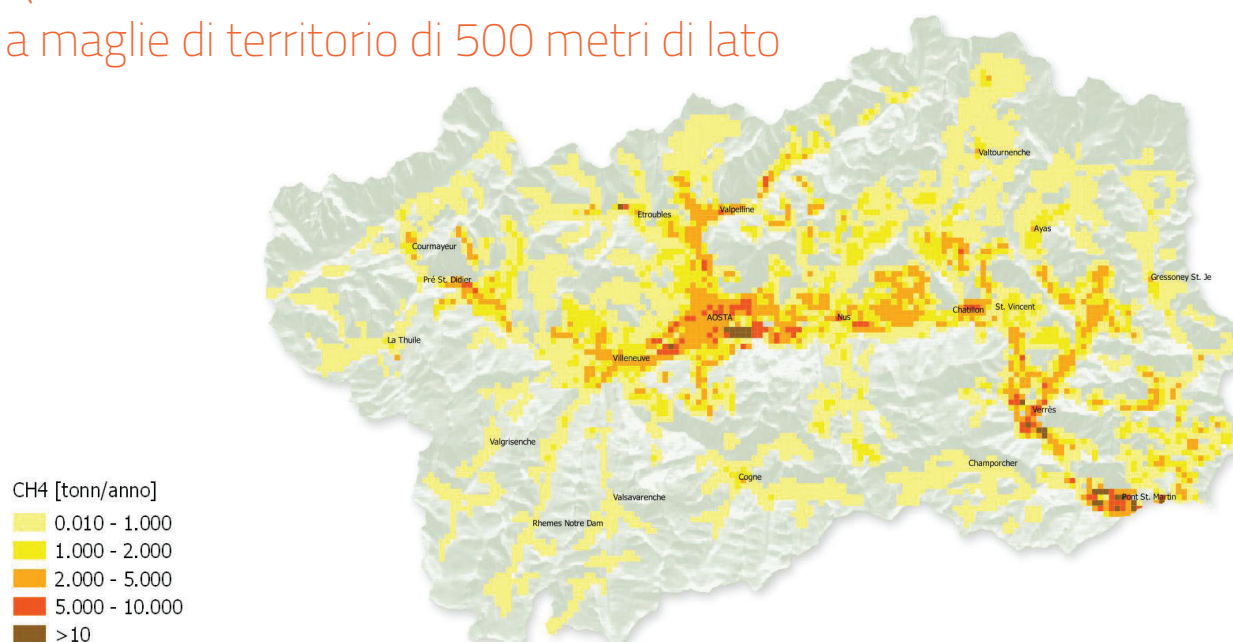 a maglie di territorio di 500 metri di lato
Valtournenche
Etroubles
Valpelline
Ayas
Courmayeur
Pré St. Didier
Gressoney St. Je
AOSTA
Nus
Chatillon
St. Vincent
La Thuile
Villeneuve
Verrès
Valgrisenche
Champorcher
Cogne
Valsavarenche
Pont St. Martin
Rhemes Notre Dam
CH4 [tonn/anno]
0.010 - 1.000
1.000 - 2.000
2.000 - 5.000
5.000 - 10.000
>10